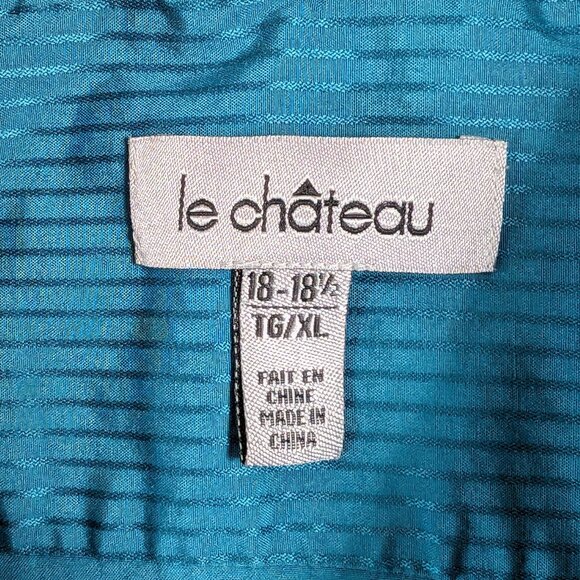 le château
18-18½
TG/XL
FAIT EN
CHINE
MADE IN
CHINA